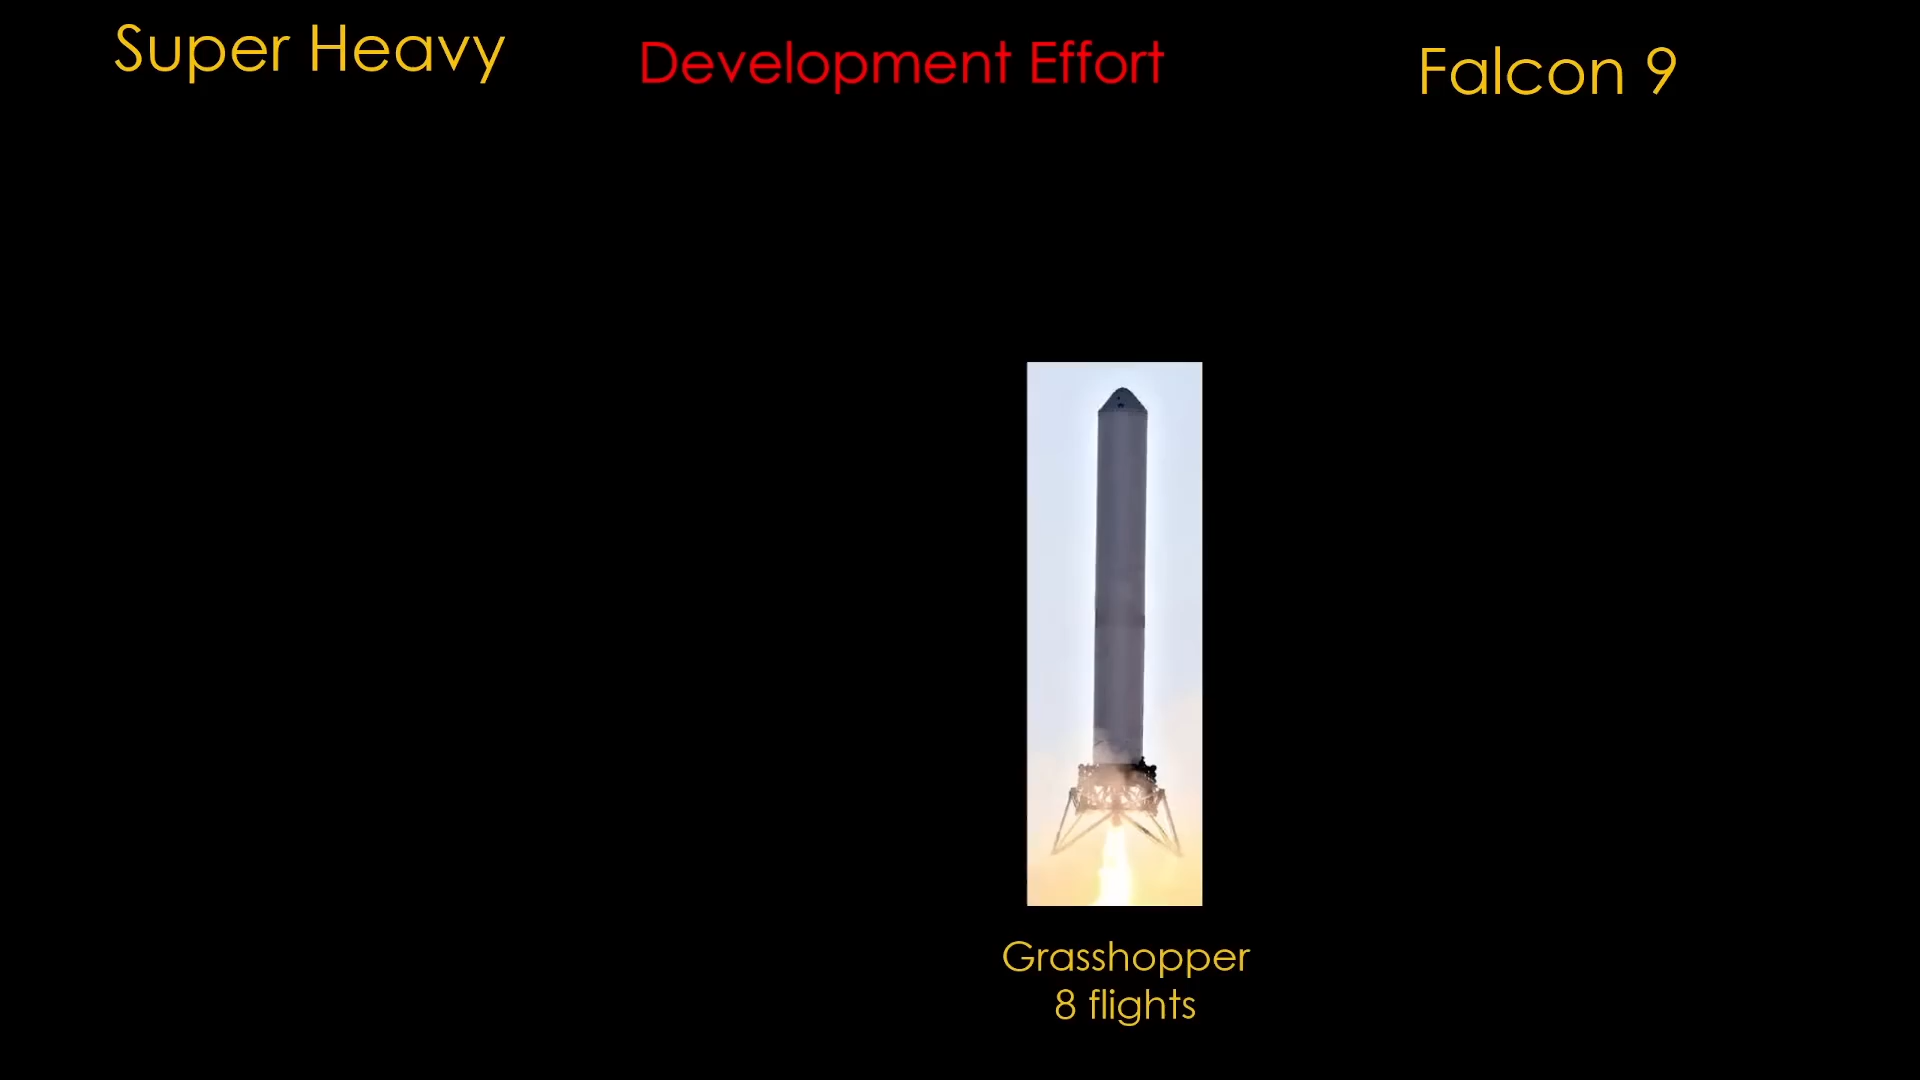 Super Heavy
Development Effort
Falcon 9
Grasshopper
8 flights